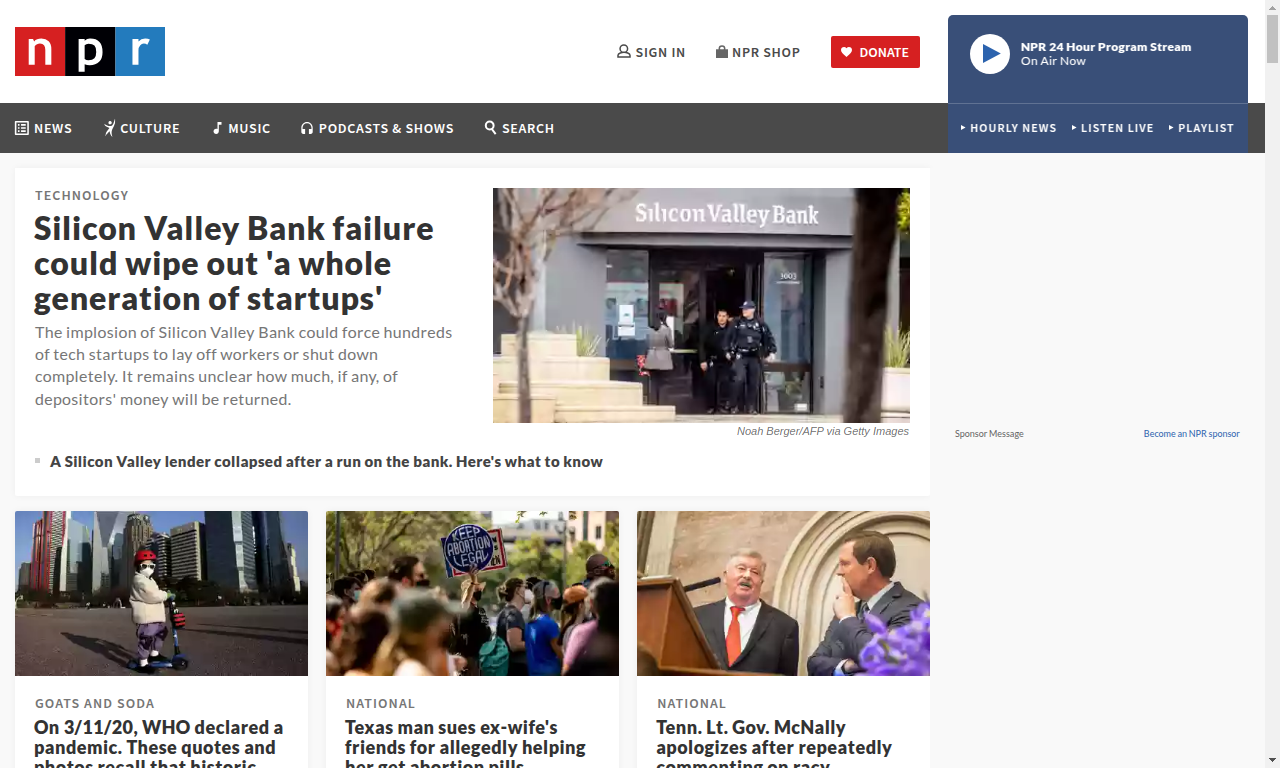 npr
SIGN IN
NPR SHOP
DONATE
NPR 24 Hour Program Stream
On Air Now
NEWS
CULTURE
MUSIC
PODCASTS & SHOWS
SEARCH
HOURLY NEWS
LISTEN LIVE
PLAYLIST
TECHNOLOGY
Silicon Valley Bank failure
could wipe out 'a whole
generation of startups'
The implosion of Silicon Valley Bank could force hundreds
of tech startups to lay off workers or shut down
completely. It remains unclear how much, if any, of
depositors' money will be returned.
Silicon Valley Bank
3003
Noah Berger/AFP via Getty Images
A Silicon Valley lender collapsed after a run on the bank. Here's what to know
Sponsor Message
Become an NPR sponsor
KEEP
ABORTION
LEGAL
GOATS AND SODA
On 3/11/20, WHO declared a
pandemic. These quotes and
photos recall that historic
NATIONAL
Texas man sues ex-wife's
friends for allegedly helping
her get abortion pills
NATIONAL
Tenn. Lt. Gov. McNally
apologizes after repeatedly
commenting on racy